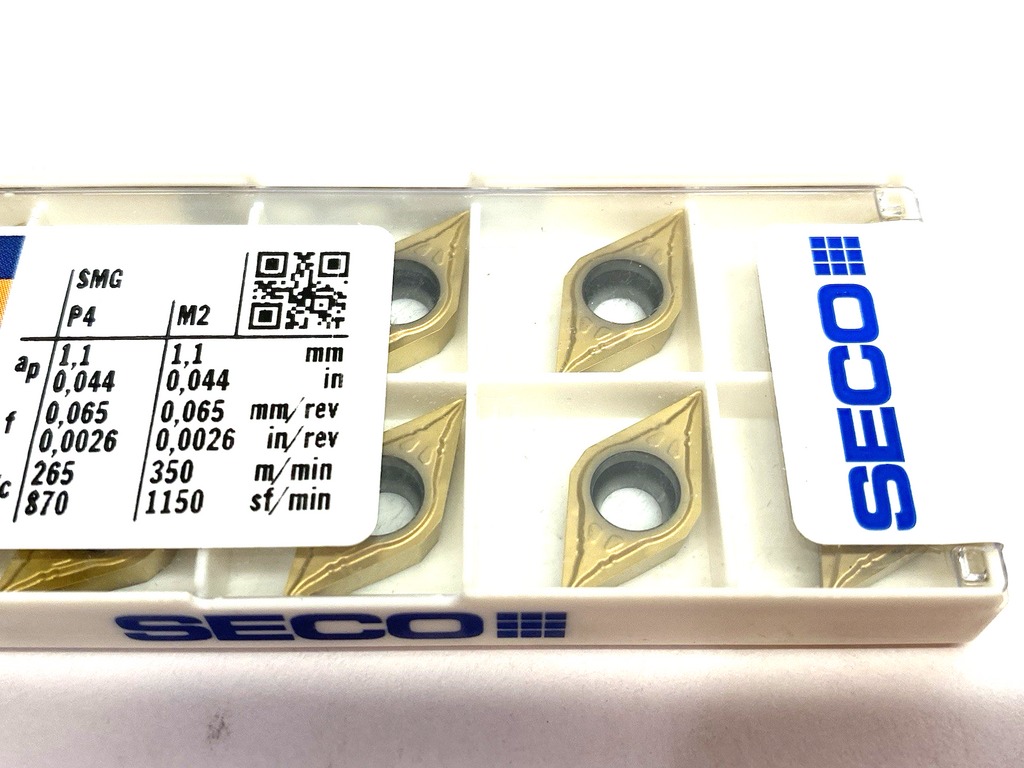 SMG
P4 M2
ap 1,1 1,1 mm
0,044 0,044 in
f 0,065 0,065 mm/rev
0,0026 0,0026 in/rev
265 350 m/min
870 1150 sf/min
SECO
SECO